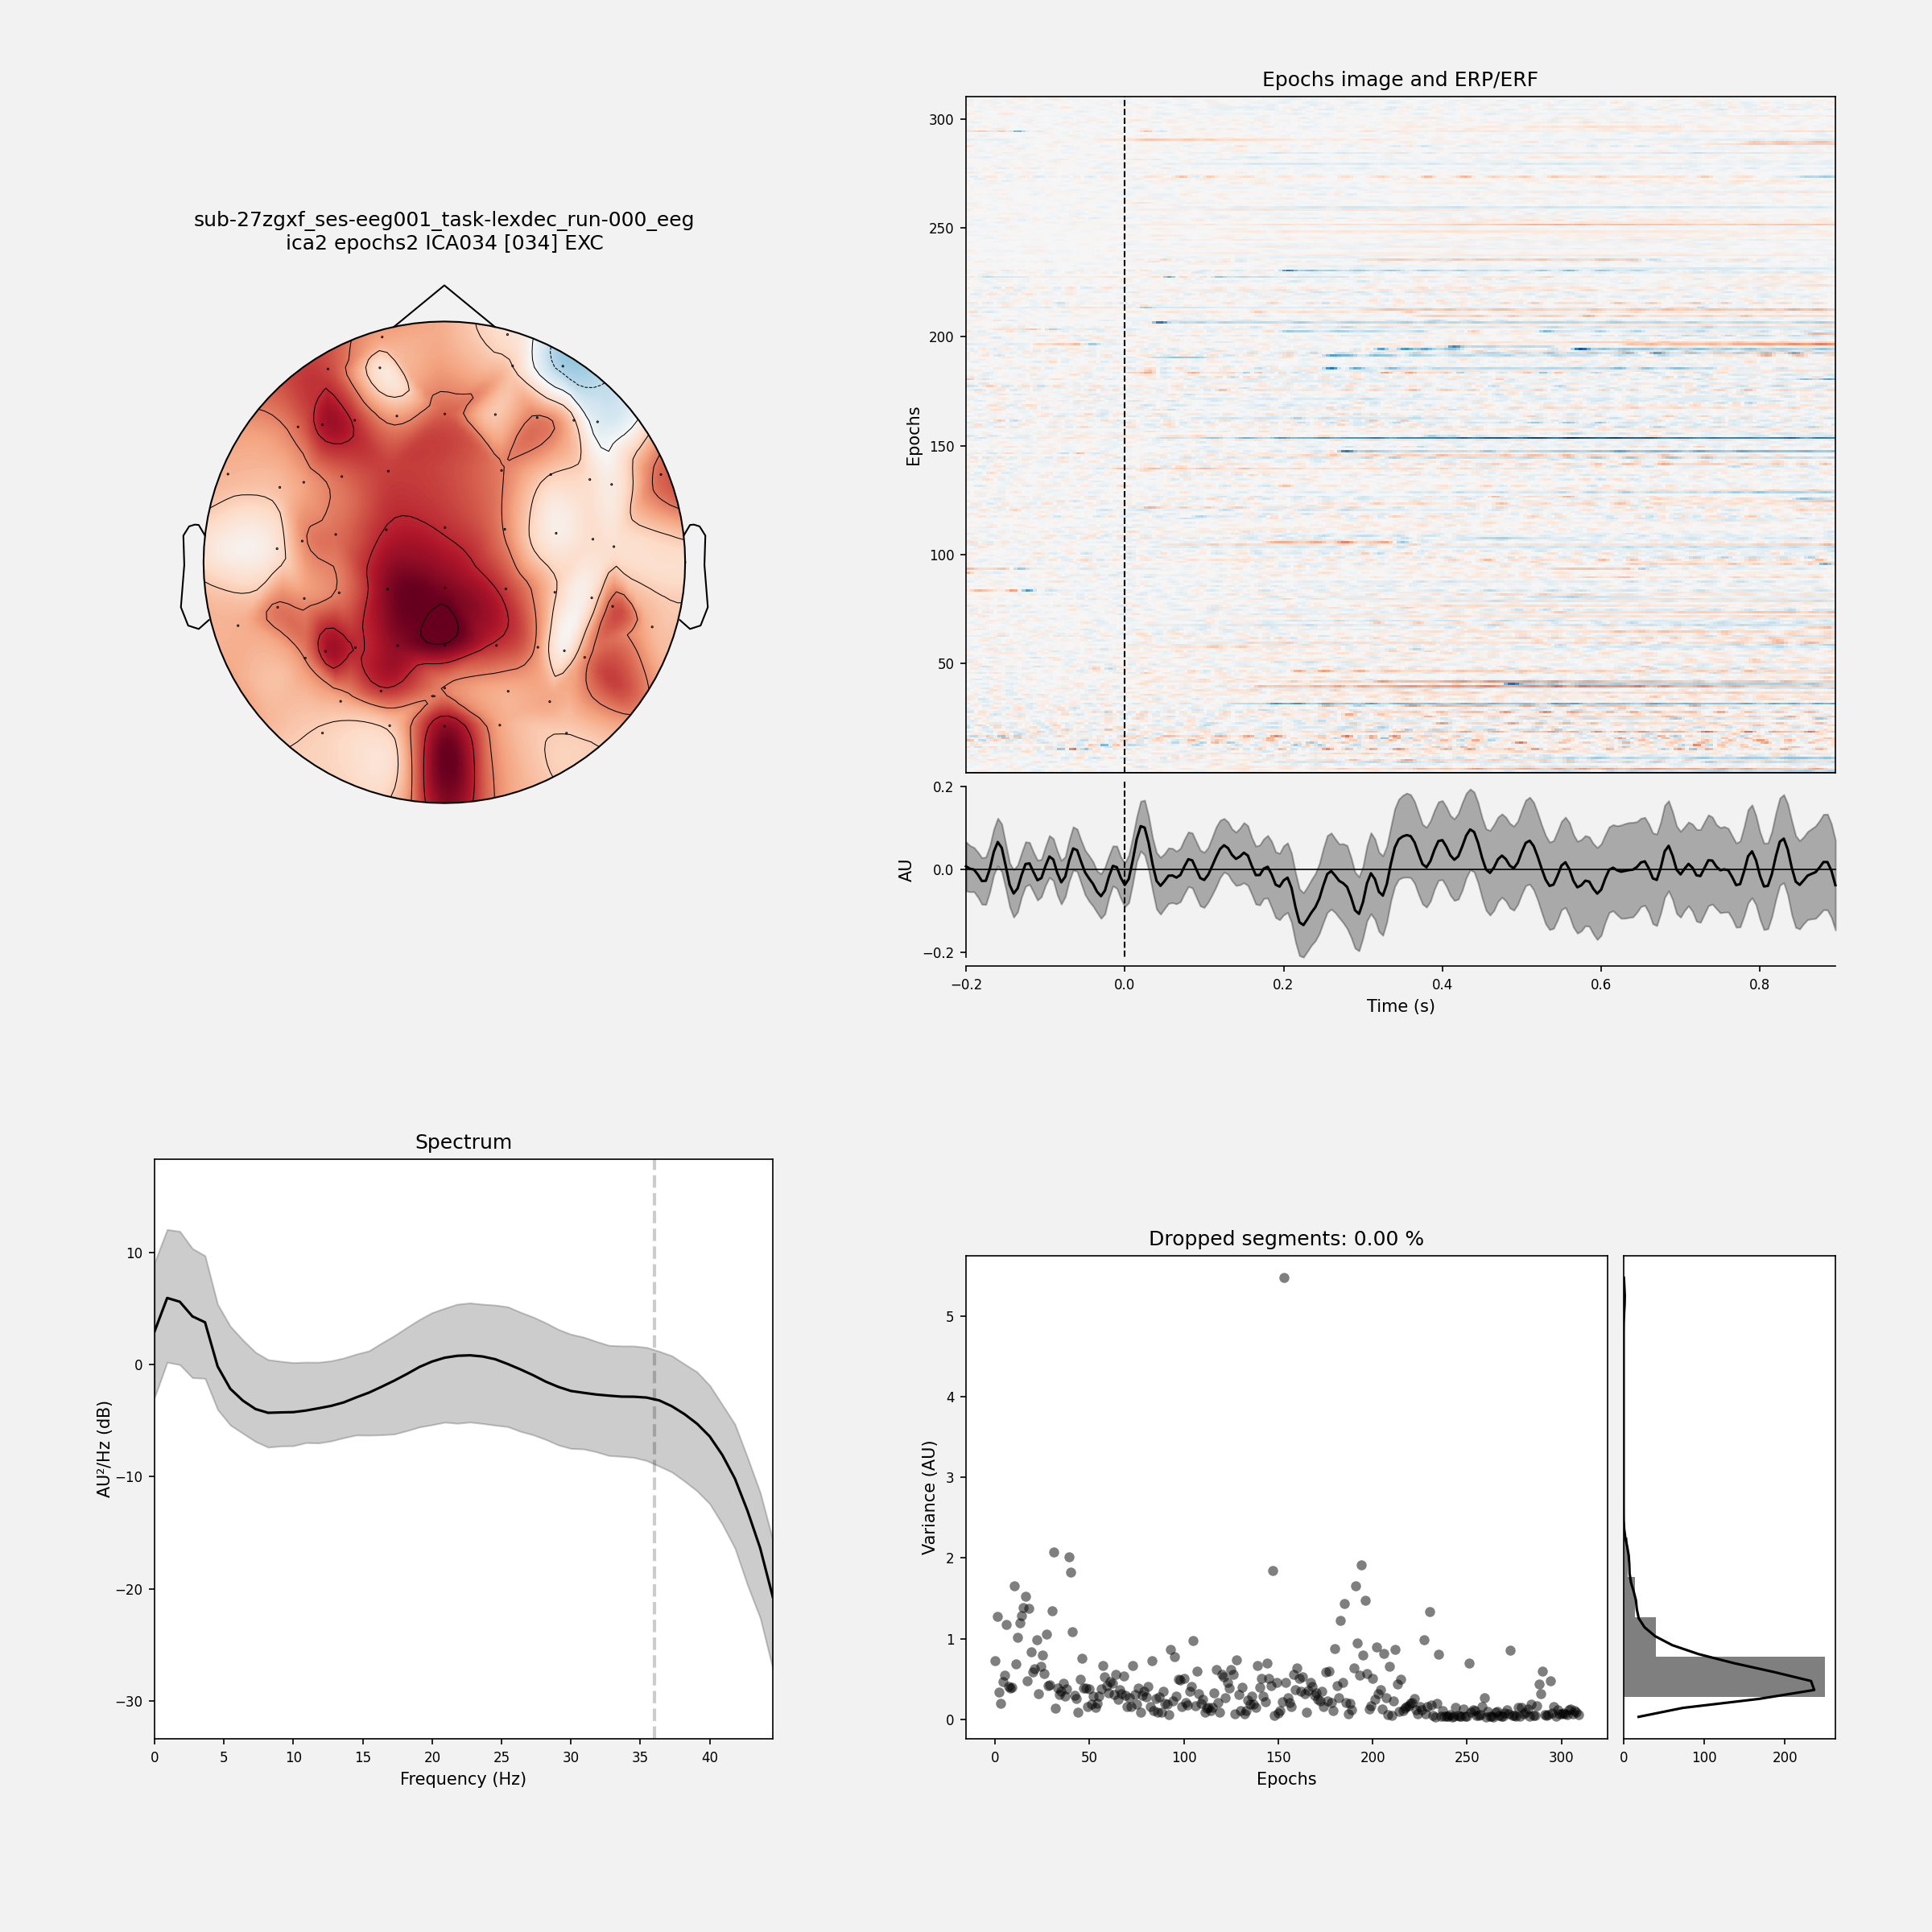 sub-27zgxf_ses-eeg001_task-lexdec_run-000_eeg
ica2 epochs2 ICA034 [034] EXC
Epochs image and ERP/ERF
300
250
200
150
100
50
Epochs
0.2
0.0
−0.2
AU
−0.2 0.0 0.2 0.4 0.6 0.8
Time (s)
Spectrum
10
0
−10
−20
−30
AU²/Hz (dB)
0 5 10 15 20 25 30 35 40
Frequency (Hz)
Dropped segments: 0.00 %
5
4
3
2
1
0
Variance (AU)
0 50 100 150 200 250 300
Epochs
0 100 200